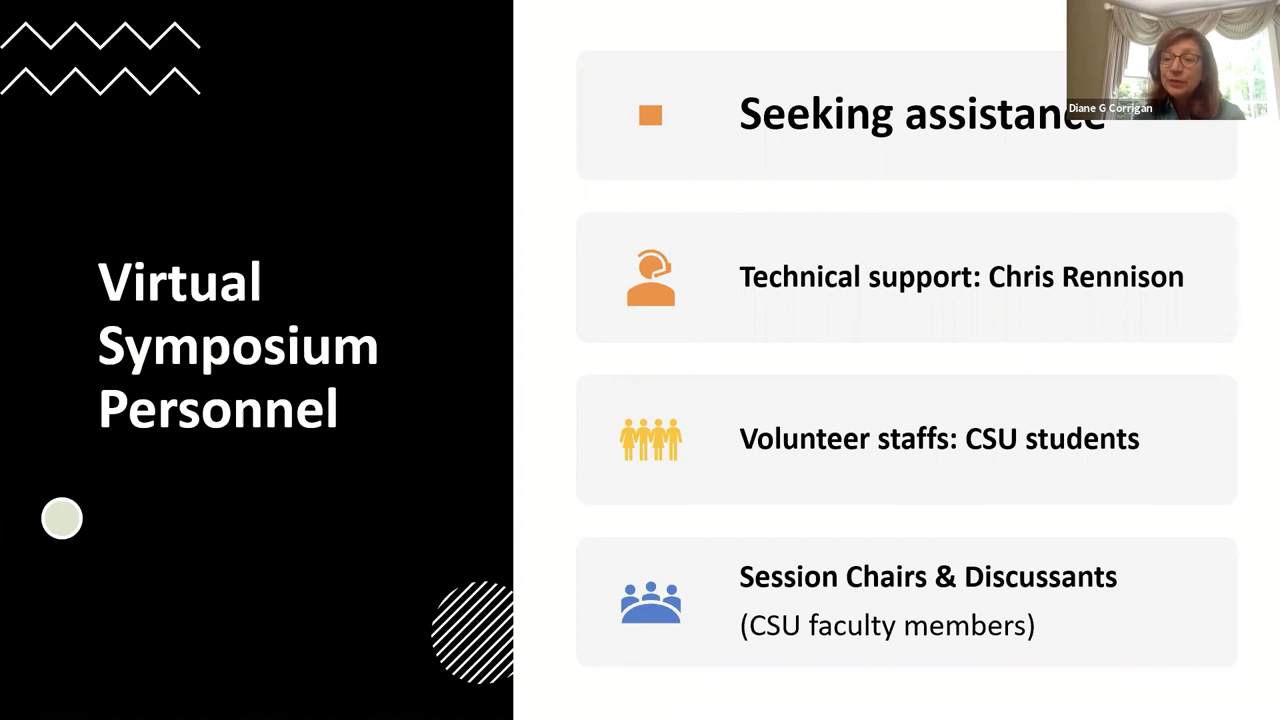 Virtual
Symposium
Personnel
Seeking assistance
Diane G Corrigan
Technical support: Chris Rennison
Volunteer staffs: CSU students
Session Chairs & Discussants
(CSU faculty members)